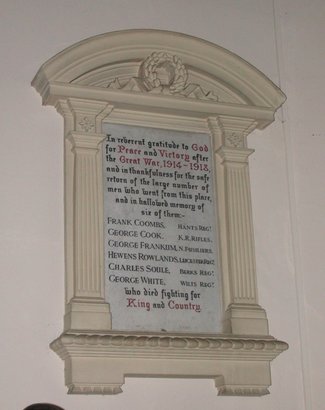 In reverent gratitude to God
for Peace and Victory after
the Great War, 1914–1918,
and in thankfulness for the safe
return of the large number of
men who went from this place,
and in hallowed memory of
six of them:-
FRANK COOMBS, HANTS REGT
GEORGE COOK, K.R. RIFLES.
GEORGE FRANKUM, N. FUSILIERS.
HEWENS ROWLANDS, LEICESTER REGT
CHARLES SOULE, BERKS REGT
GEORGE WHITE, WILTS REGT
who died fighting for
King and Country.